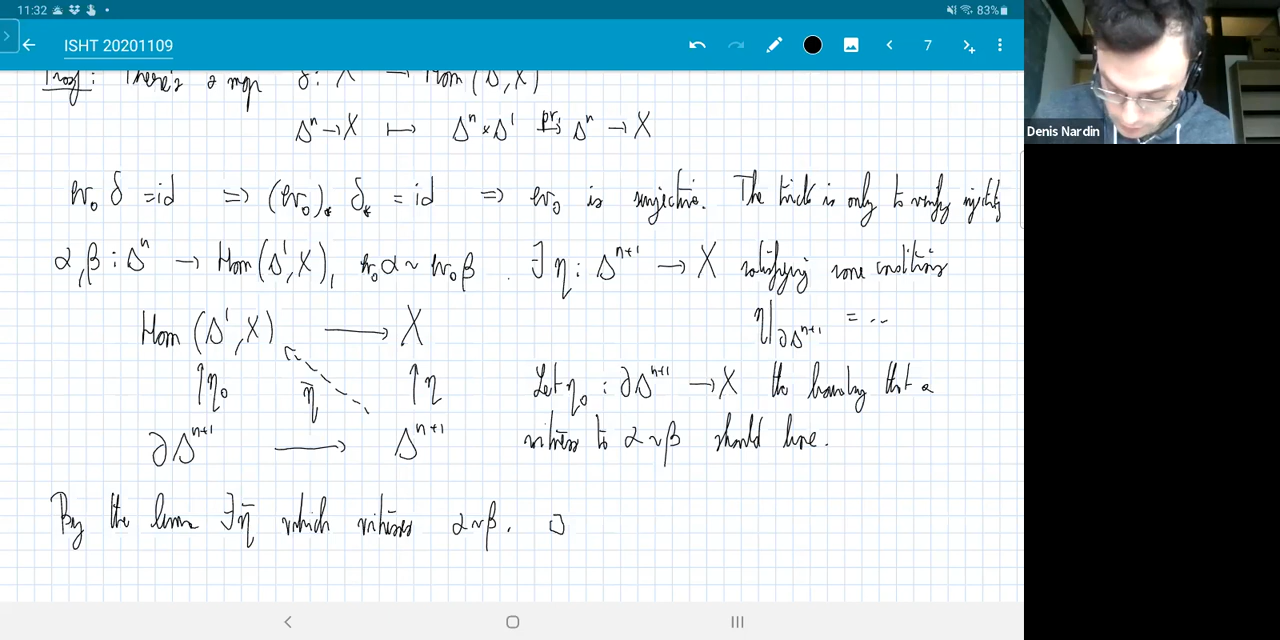 11:32
83%
ISHT 20201109
7
Proof: There's a map δ: X → Hom(Δ', X)
Δⁿ → X ↦ Δⁿ × Δ¹ pr₁→ Δⁿ → X
ev₀ δ = id ⇒ (ev₀)⁎ δ⁎ = id ⇒ ev₀ is surjective. The trick is only to verify injectivity
α, β : Δⁿ → Hom(Δ¹, X), ev₀α ~ ev₀β. ∃ η : Δⁿ⁺¹ → X satisfying some conditions
Hom(Δ¹, X) → X
η|∂Δⁿ⁺¹ = ...
↑η₀ η̄ ↑η
Let η₀ : ∂Δⁿ⁺¹ → X the boundary that a
∂Δⁿ⁺¹ → Δⁿ⁺¹
witness to α ~ β should have.
By the lemma ∃η̄ which witnesses α ~ β. □
Denis Nardin